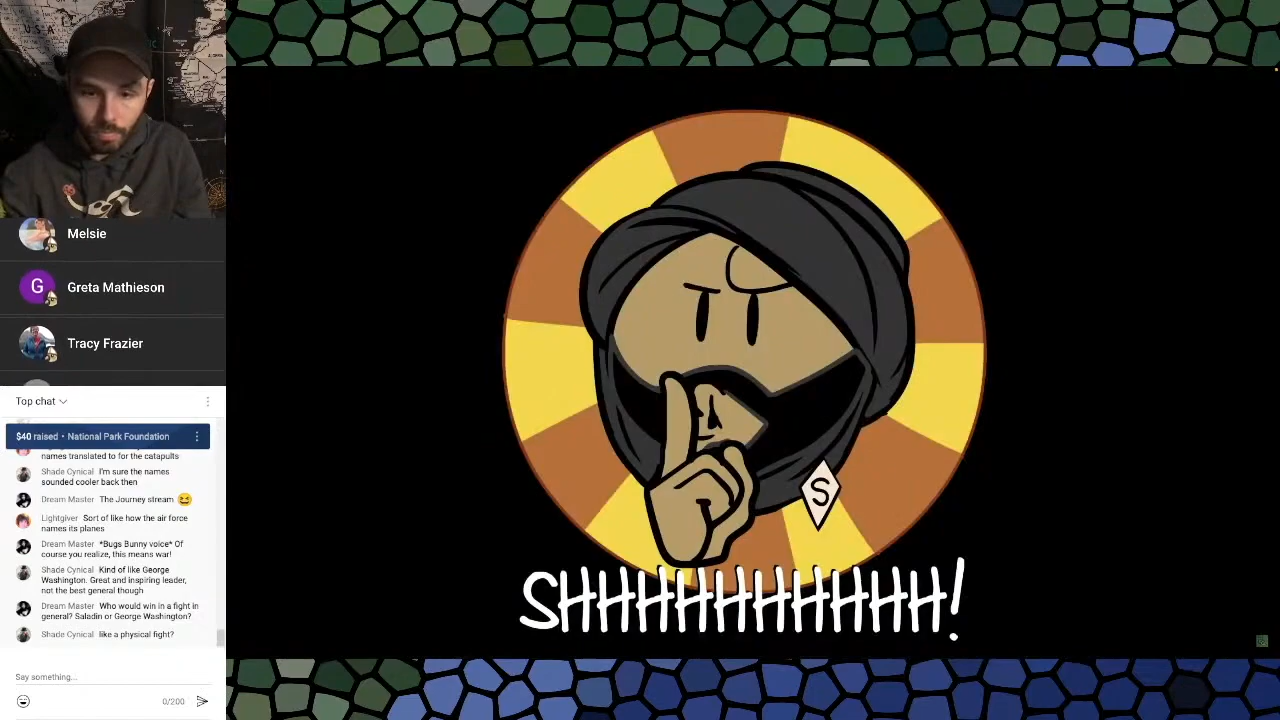 USA
Melsie
G Greta Mathieson
Tracy Frazier
Top chat
$40 raised • National Park Foundation
names translated to for the catapults
Shade Cynical I'm sure the names
sounded cooler back then
Dream Master The Journey stream 😆
Lightgiver Sort of like how the air force
names its planes
Dream Master *Bugs Bunny voice* Of
course you realize, this means war!
Shade Cynical Kind of like George
Washington. Great and inspiring leader,
not the best general though
Dream Master Who would win in a fight in
general? Saladin or George Washington?
Shade Cynical like a physical fight?
Say something...
0/200
S
SHHHHHHHHHHH!